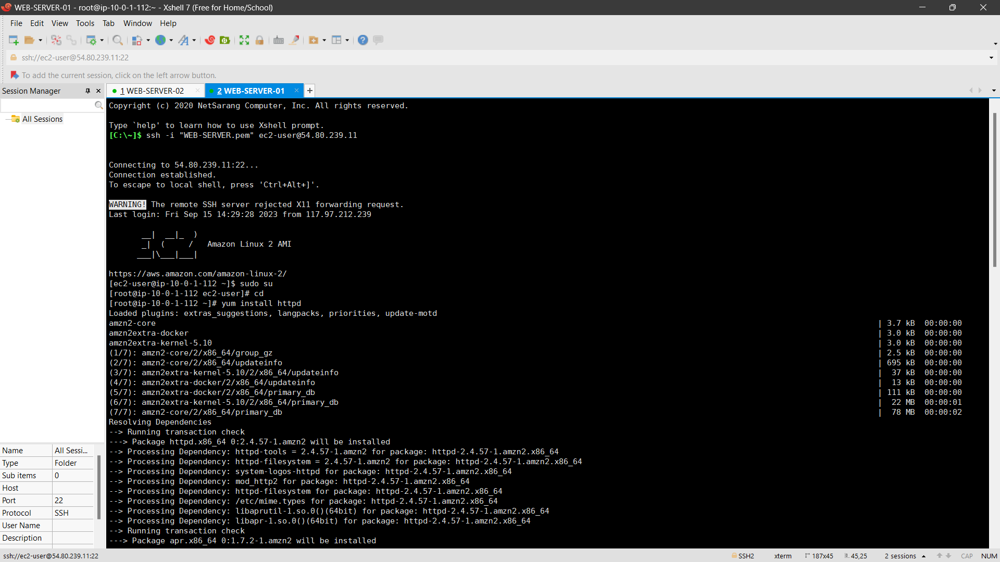 WEB-SERVER-01 - root@ip-10-0-1-112:~ - Xshell 7 (Free for Home/School)
File Edit View Tools Tab Window Help
ssh://ec2-user@54.80.239.11:22
To add the current session, click on the left arrow button.
Session Manager
All Sessions
1 WEB-SERVER-02
2 WEB-SERVER-01
Copyright (c) 2020 NetSarang Computer, Inc. All rights reserved.
Type `help' to learn how to use Xshell prompt.
[C:\~]$ ssh -i "WEB-SERVER.pem" ec2-user@54.80.239.11
Connecting to 54.80.239.11:22...
Connection established.
To escape to local shell, press 'Ctrl+Alt+]'.
WARNING! The remote SSH server rejected X11 forwarding request.
Last login: Fri Sep 15 14:29:28 2023 from 117.97.212.239
       __|  __|_  )
       _|  (     /   Amazon Linux 2 AMI
      ___|\___|___|
https://aws.amazon.com/amazon-linux-2/
[ec2-user@ip-10-0-1-112 ~]$ sudo su
[root@ip-10-0-1-112 ec2-user]# cd
[root@ip-10-0-1-112 ~]# yum install httpd
Loaded plugins: extras_suggestions, langpacks, priorities, update-motd
amzn2-core | 3.7 kB 00:00:00
amzn2extra-docker | 3.0 kB 00:00:00
amzn2extra-kernel-5.10 | 3.0 kB 00:00:00
(1/7): amzn2-core/2/x86_64/group_gz | 2.5 kB 00:00:00
(2/7): amzn2-core/2/x86_64/updateinfo | 695 kB 00:00:00
(3/7): amzn2extra-kernel-5.10/2/x86_64/updateinfo | 37 kB 00:00:00
(4/7): amzn2extra-docker/2/x86_64/updateinfo | 13 kB 00:00:00
(5/7): amzn2extra-docker/2/x86_64/primary_db | 111 kB 00:00:00
(6/7): amzn2extra-kernel-5.10/2/x86_64/primary_db | 22 MB 00:00:01
(7/7): amzn2-core/2/x86_64/primary_db | 78 MB 00:00:02
Resolving Dependencies
--> Running transaction check
---> Package httpd.x86_64 0:2.4.57-1.amzn2 will be installed
--> Processing Dependency: httpd-tools = 2.4.57-1.amzn2 for package: httpd-2.4.57-1.amzn2.x86_64
--> Processing Dependency: httpd-filesystem = 2.4.57-1.amzn2 for package: httpd-2.4.57-1.amzn2.x86_64
--> Processing Dependency: system-logos-httpd for package: httpd-2.4.57-1.amzn2.x86_64
--> Processing Dependency: mod_http2 for package: httpd-2.4.57-1.amzn2.x86_64
--> Processing Dependency: httpd-filesystem for package: httpd-2.4.57-1.amzn2.x86_64
--> Processing Dependency: /etc/mime.types for package: httpd-2.4.57-1.amzn2.x86_64
--> Processing Dependency: libaprutil-1.so.0()(64bit) for package: httpd-2.4.57-1.amzn2.x86_64
--> Processing Dependency: libapr-1.so.0()(64bit) for package: httpd-2.4.57-1.amzn2.x86_64
--> Running transaction check
---> Package apr.x86_64 0:1.7.2-1.amzn2 will be installed
Name All Sessi...
Type Folder
Sub items 0
Host
Port 22
Protocol SSH
User Name
Description
ssh://ec2-user@54.80.239.11:22 SSH2 xterm 187x45 45,25 2 sessions CAP NUM